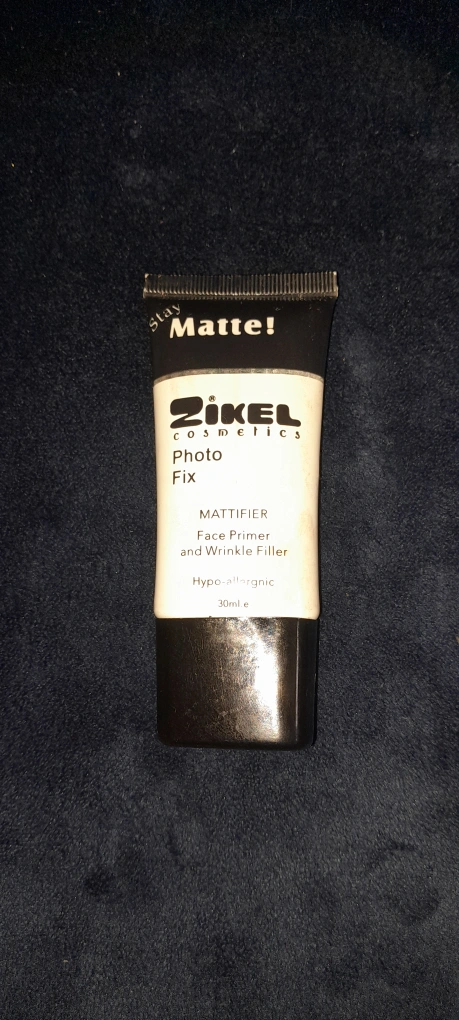 Stay
Matte!
ZiKEL®
cosmetics
Photo
Fix
MATTIFIER
Face Primer
and Wrinkle Filler
Hypo-allergnic
30ml.e